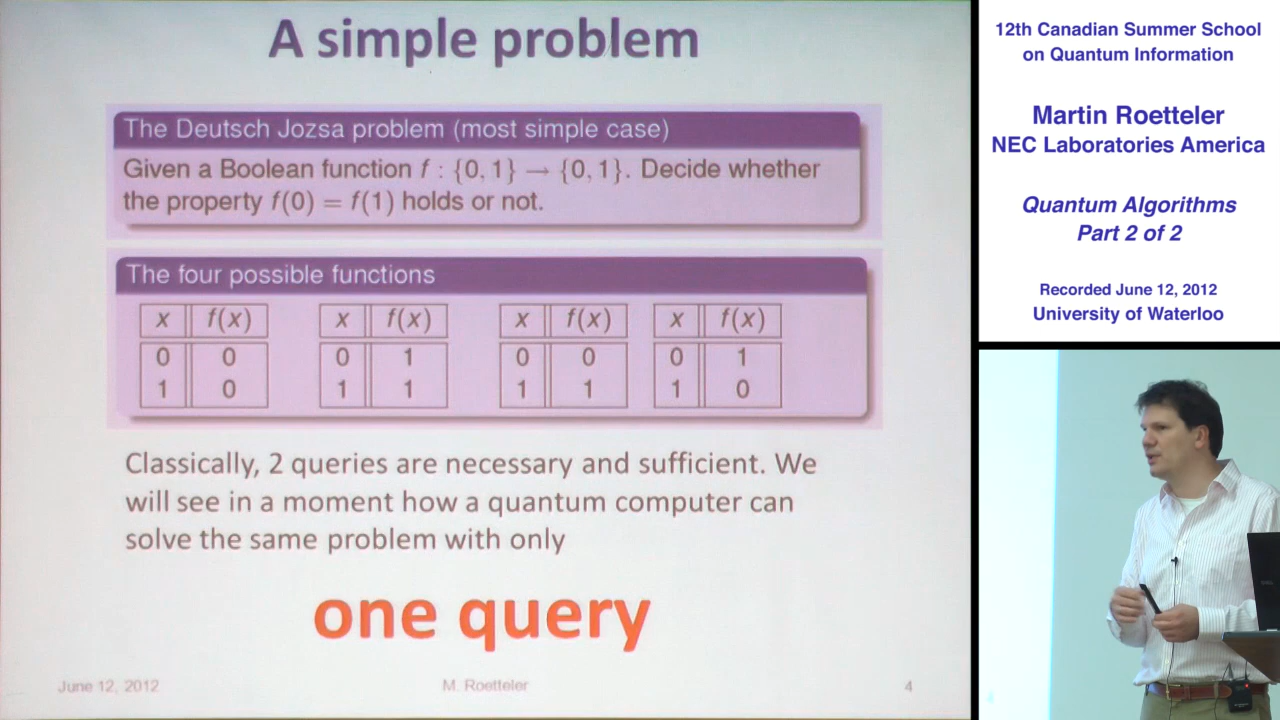 A simple problem
The Deutsch Jozsa problem (most simple case)
Given a Boolean function f : {0, 1} → {0, 1}. Decide whether
the property f(0) = f(1) holds or not.
The four possible functions
x f(x) x f(x) x f(x) x f(x)
0 0 0 1 0 0 0 1
1 0 1 1 1 1 1 0
Classically, 2 queries are necessary and sufficient. We
will see in a moment how a quantum computer can
solve the same problem with only
one query
June 12, 2012 M. Roetteler 4
12th Canadian Summer School
on Quantum Information
Martin Roetteler
NEC Laboratories America
Quantum Algorithms
Part 2 of 2
Recorded June 12, 2012
University of Waterloo